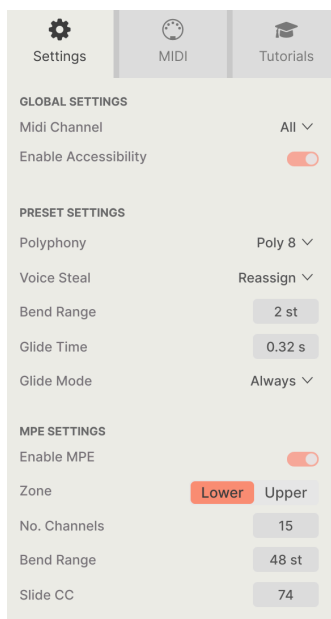 Settings MIDI Tutorials
GLOBAL SETTINGS
Midi Channel All
Enable Accessibility
PRESET SETTINGS
Polyphony Poly 8
Voice Steal Reassign
Bend Range 2 st
Glide Time 0.32 s
Glide Mode Always
MPE SETTINGS
Enable MPE
Zone Lower Upper
No. Channels 15
Bend Range 48 st
Slide CC 74